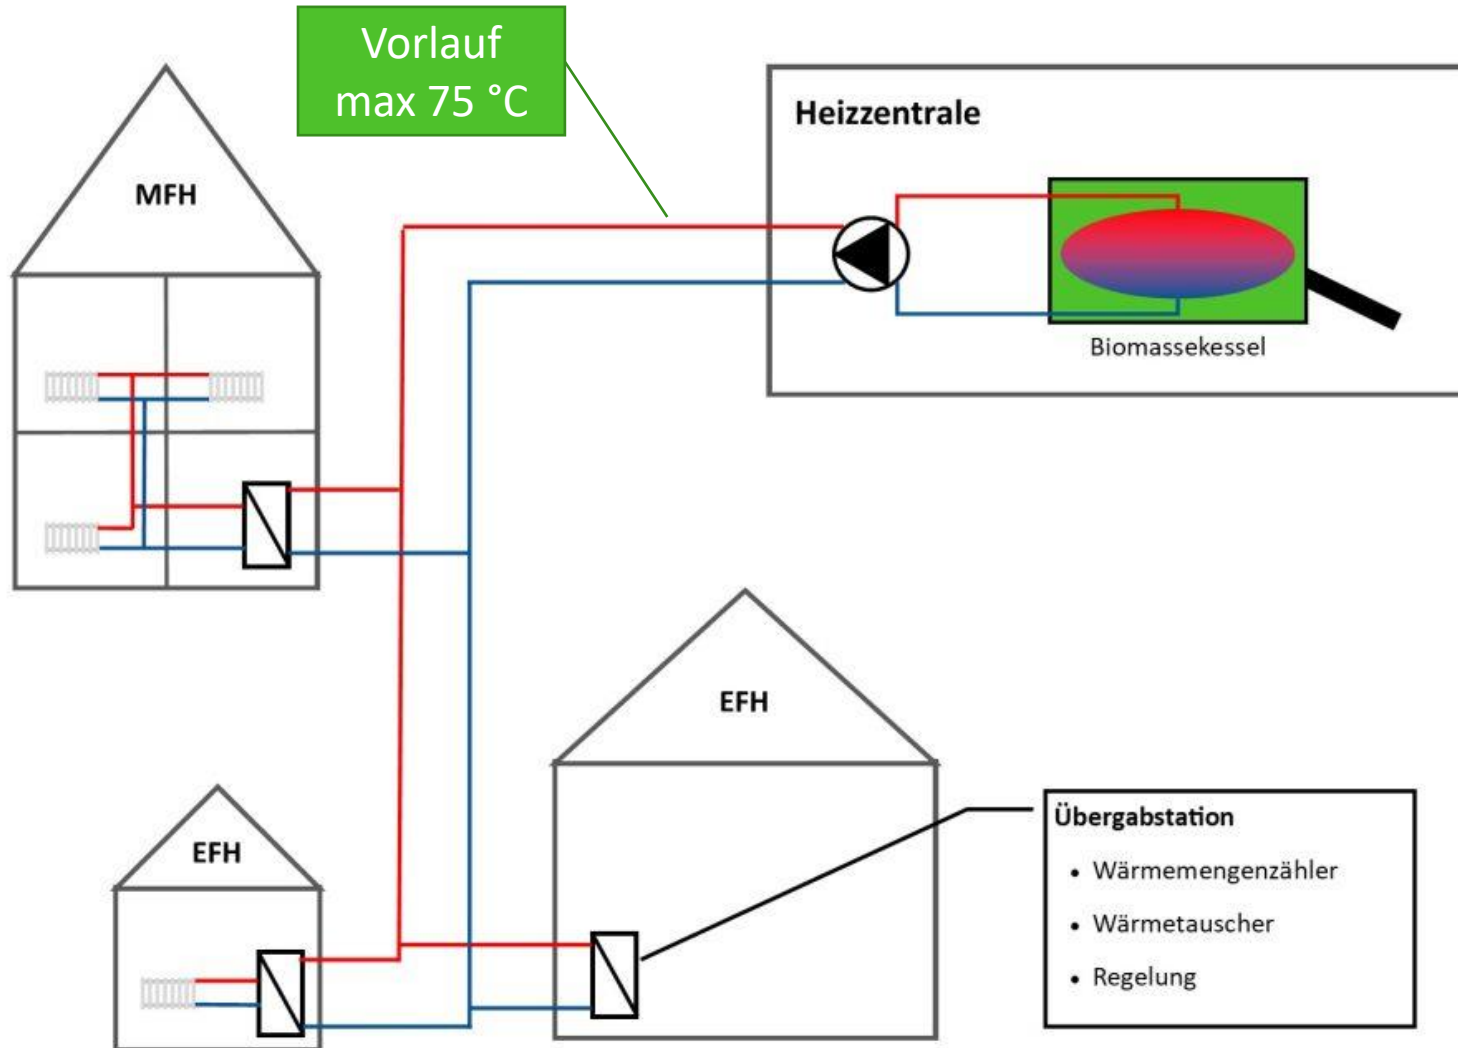 Vorlauf
max 75 °C
Heizzentrale
MFH
Biomassekessel
EFH
EFH
Übergabstation
• Wärmemengenzähler
• Wärmetauscher
• Regelung